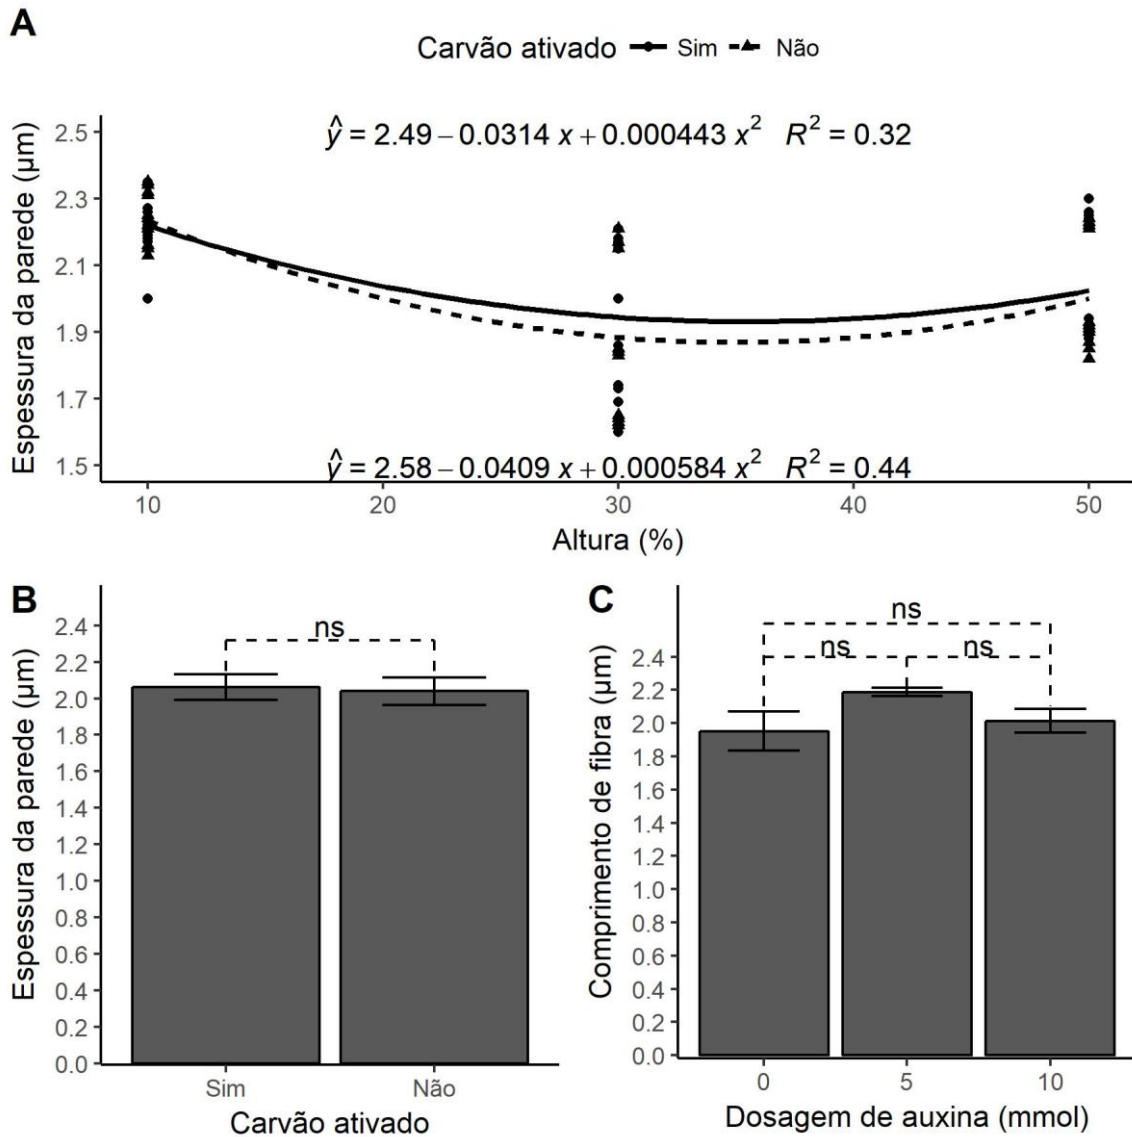 A
Carvão ativado Sim Não
ŷ = 2.49 − 0.0314 x + 0.000443 x² R² = 0.32
Espessura da parede (µm)
2.5
2.3
2.1
1.9
1.7
1.5
ŷ = 2.58 − 0.0409 x + 0.000584 x² R² = 0.44
10 20 30 40 50
Altura (%)
B
ns
Espessura da parede (µm)
2.4
2.2
2.0
1.8
1.6
1.4
1.2
1.0
0.8
0.6
0.4
0.2
0.0
Sim Não
Carvão ativado
C
ns
ns ns
Comprimento de fibra (µm)
2.4
2.2
2.0
1.8
1.6
1.4
1.2
1.0
0.8
0.6
0.4
0.2
0.0
0 5 10
Dosagem de auxina (mmol)